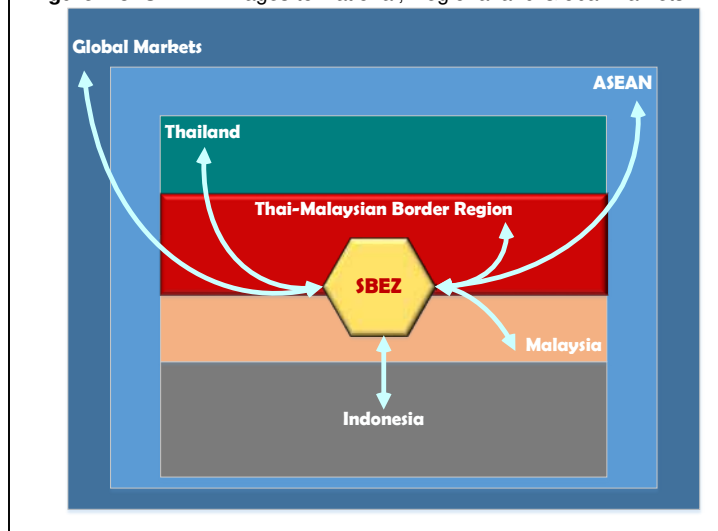 Global Markets
ASEAN
Thailand
Thai-Malaysian Border Region
SBEZ
Malaysia
Indonesia